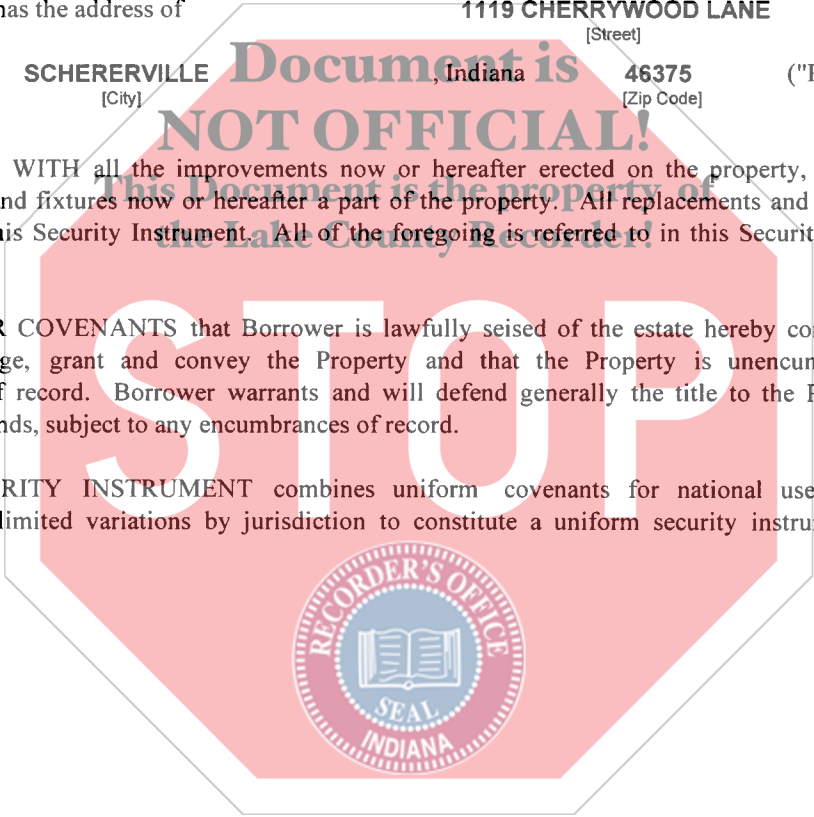 has the address of 1119 CHERRYWOOD LANE
[Street]
SCHERERVILLE , Indiana 46375 ("P
[City] [Zip Code]
Document is
NOT OFFICIAL!
This Document is the property of
the Lake County Recorder!
WITH all the improvements now or hereafter erected on the property,
nd fixtures now or hereafter a part of the property. All replacements and
is Security Instrument. All of the foregoing is referred to in this Securit
R COVENANTS that Borrower is lawfully seised of the estate hereby co
ge, grant and convey the Property and that the Property is unencum
f record. Borrower warrants and will defend generally the title to the P
nds, subject to any encumbrances of record.
STOP
RITY INSTRUMENT combines uniform covenants for national use
limited variations by jurisdiction to constitute a uniform security instru
RECORDER'S OFFICE
SEAL
INDIANA